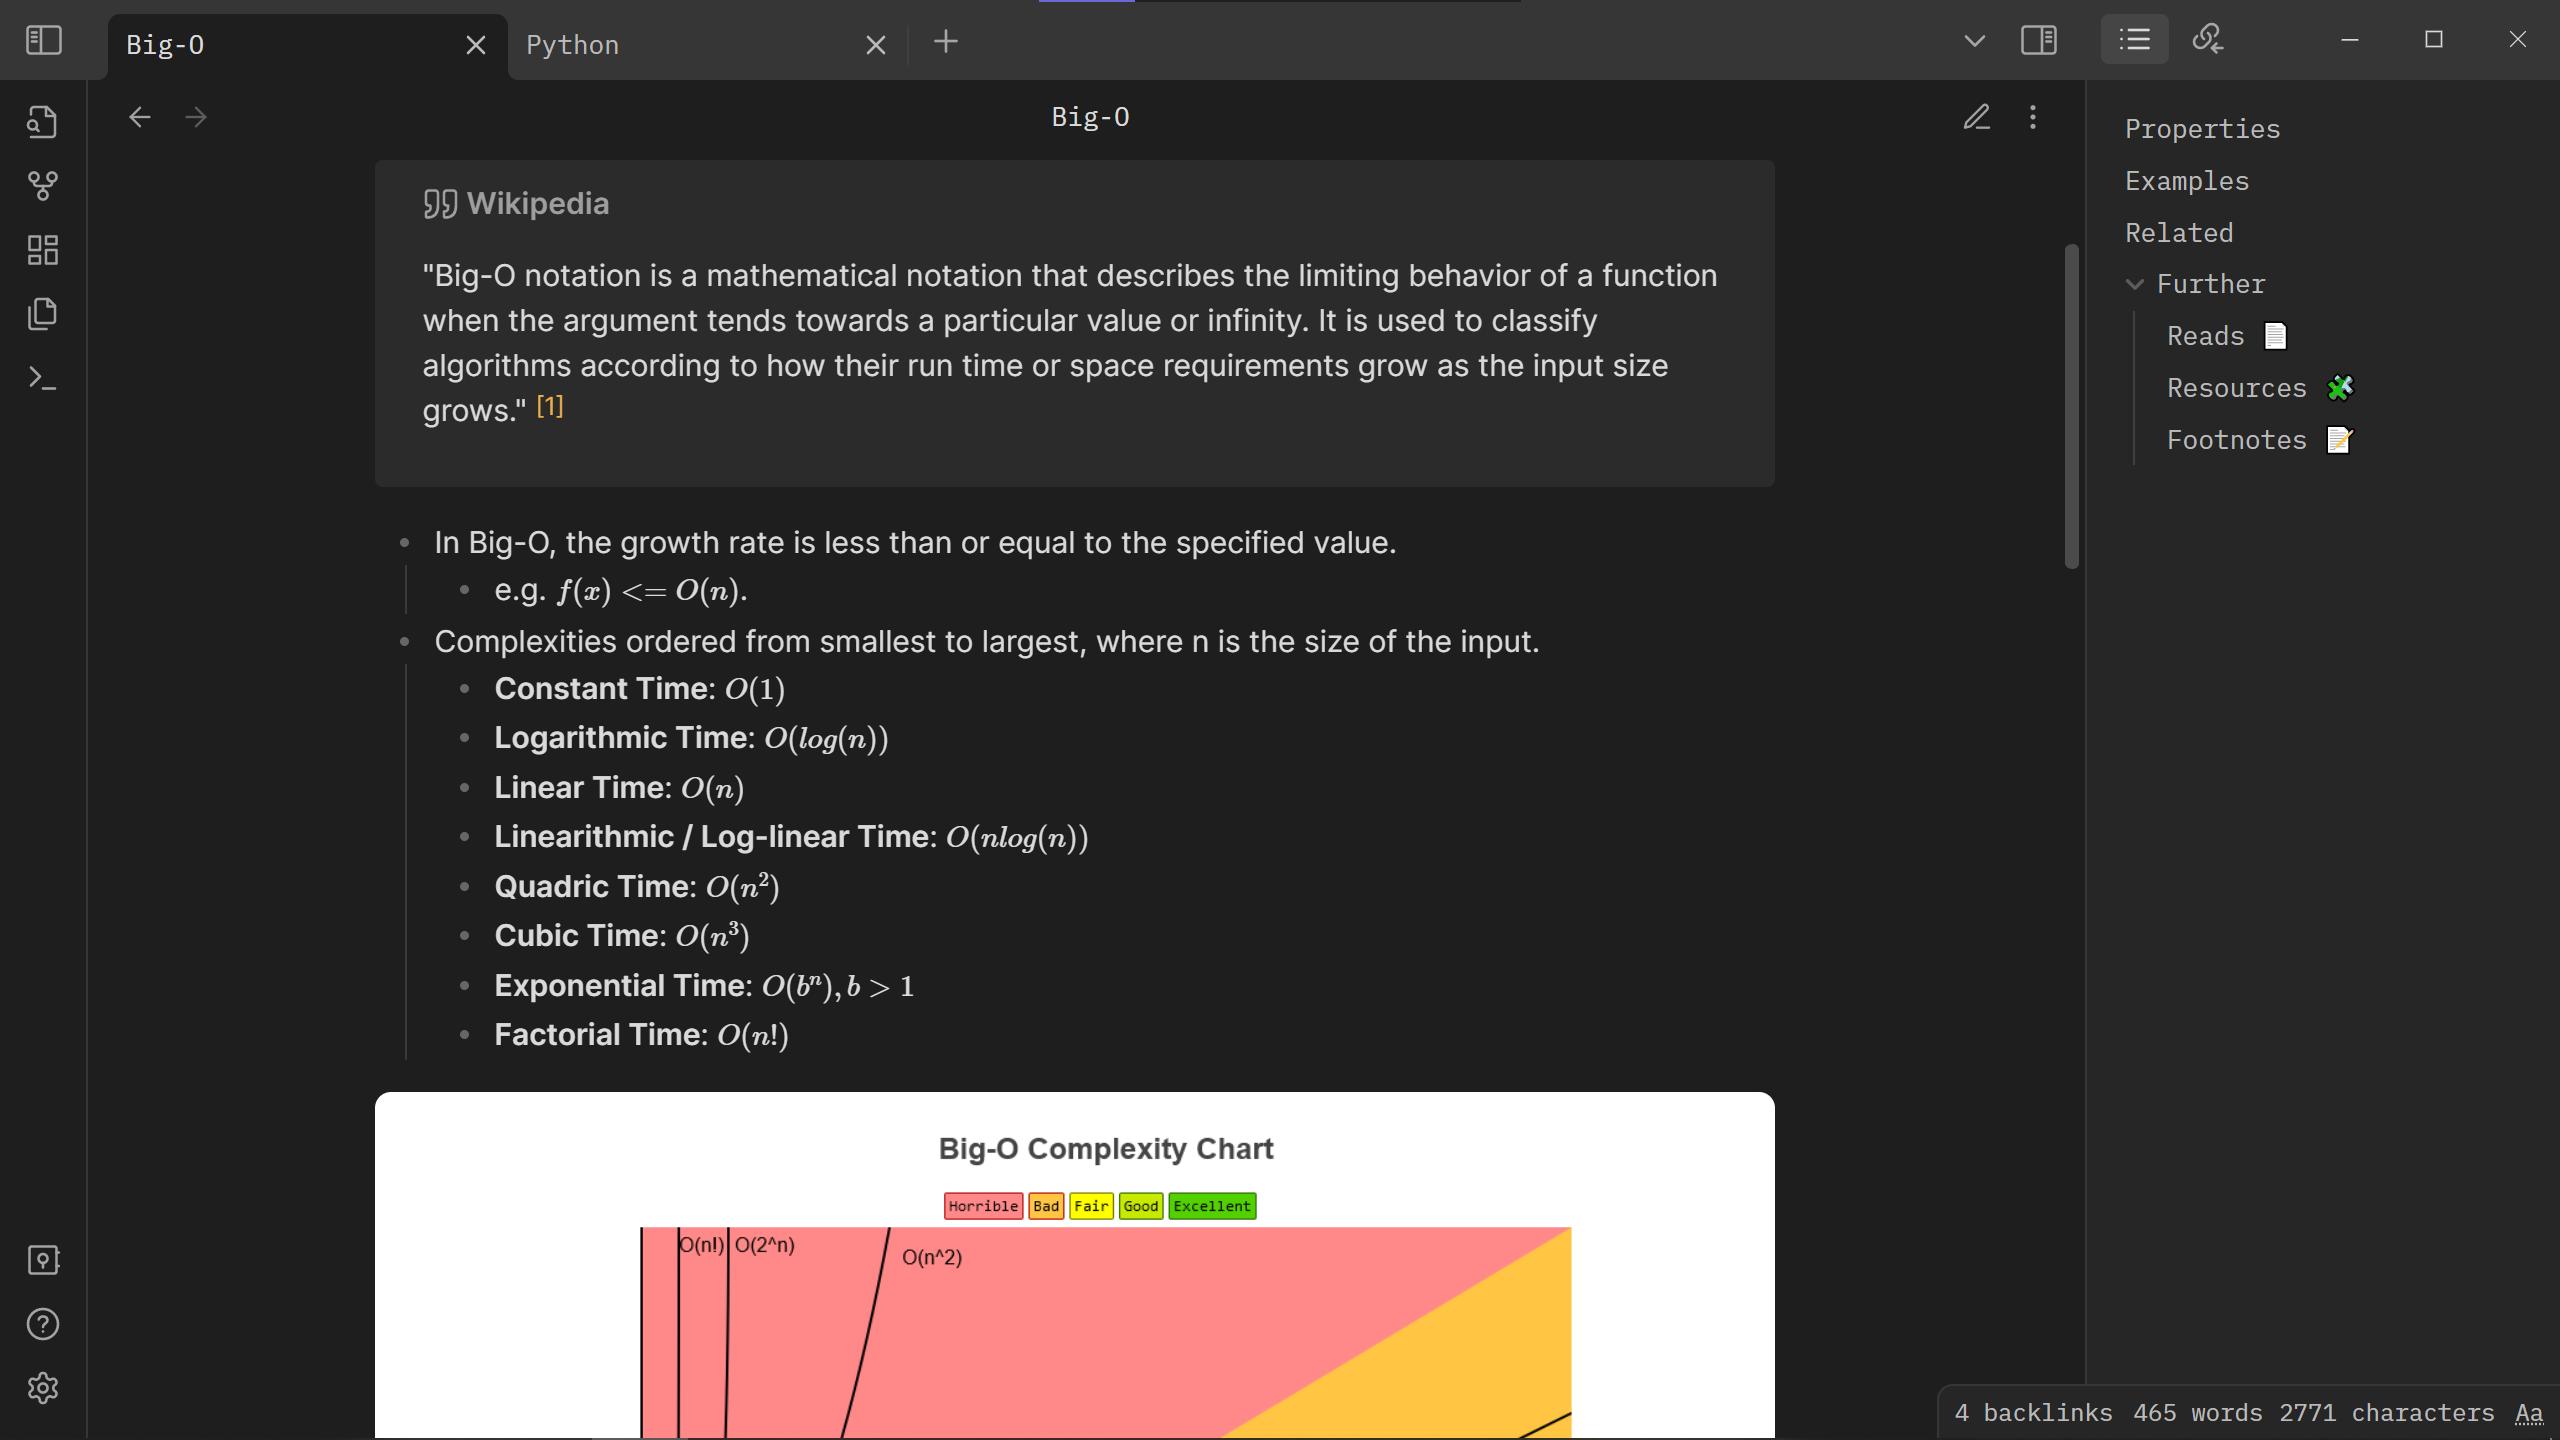 Big-O
Python
Big-O
Wikipedia
"Big-O notation is a mathematical notation that describes the limiting behavior of a function
when the argument tends towards a particular value or infinity. It is used to classify
algorithms according to how their run time or space requirements grow as the input size
grows." [1]
In Big-O, the growth rate is less than or equal to the specified value.
e.g. f(x) <= O(n).
Complexities ordered from smallest to largest, where n is the size of the input.
Constant Time: O(1)
Logarithmic Time: O(log(n))
Linear Time: O(n)
Linearithmic / Log-linear Time: O(nlog(n))
Quadric Time: O(n²)
Cubic Time: O(n³)
Exponential Time: O(bⁿ), b > 1
Factorial Time: O(n!)
Big-O Complexity Chart
Horrible Bad Fair Good Excellent
O(n!) O(2^n)
O(n^2)
Properties
Examples
Related
Further
Reads 📄
Resources 🧩
Footnotes 📝
4 backlinks 465 words 2771 characters Aa